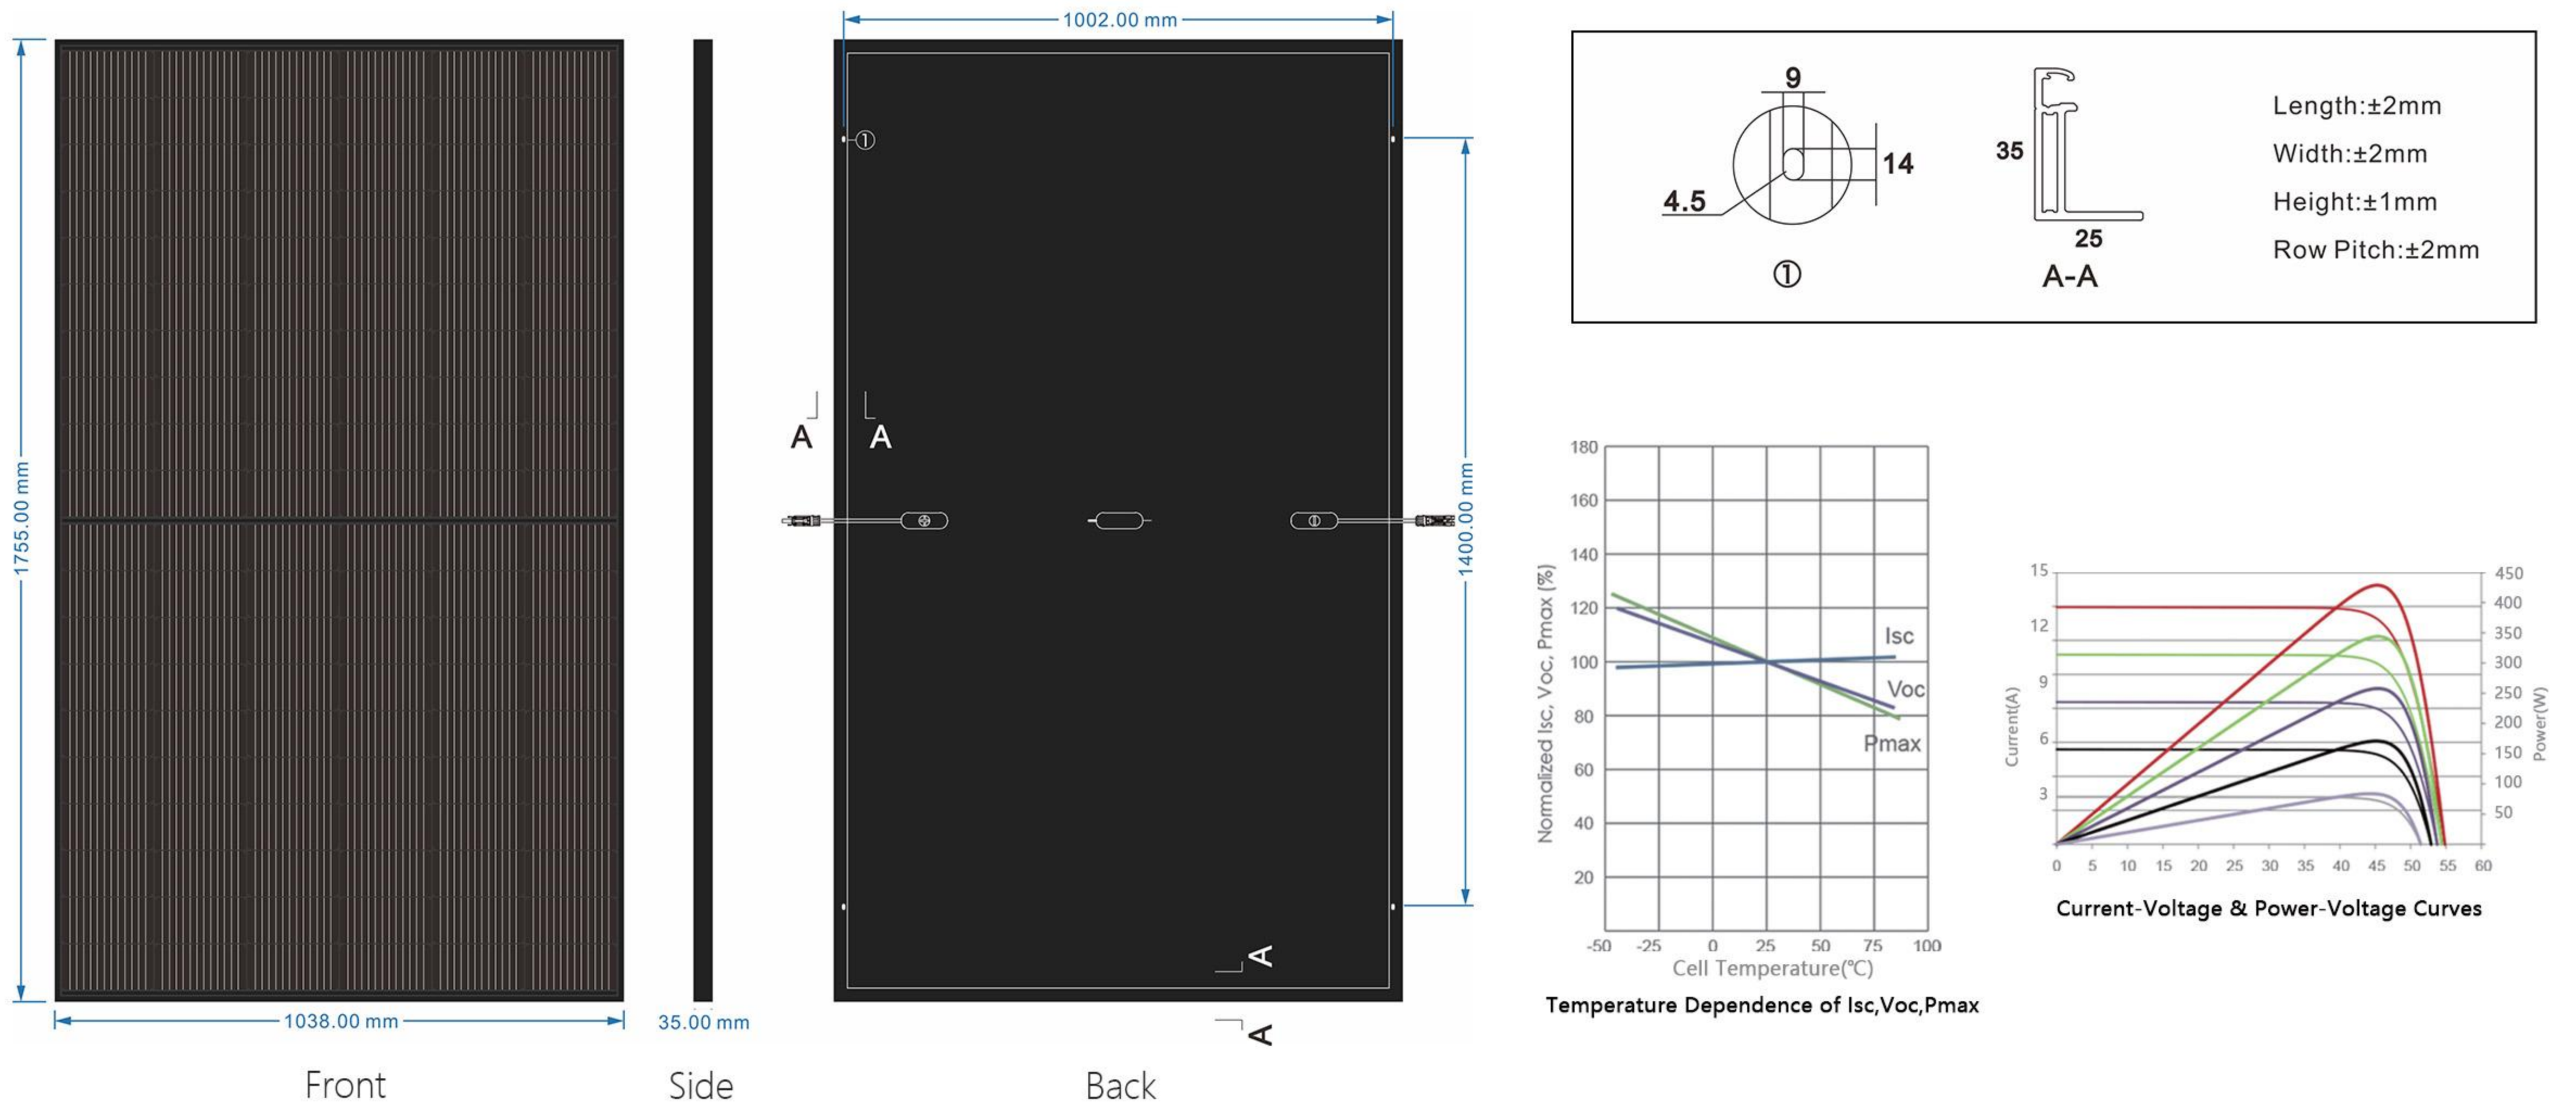 1755.00 mm
1038.00 mm
Front
35.00 mm
Side
1002.00 mm
①
A
A
1400.00 mm
A
A
Back
9
14
4.5
①
35
25
A-A
Length:±2mm
Width:±2mm
Height:±1mm
Row Pitch:±2mm
Normalized Isc, Voc, Pmax (%)
180
160
140
120
100
80
60
40
20
Isc
Voc
Pmax
-50 -25 0 25 50 75 100
Cell Temperature(℃)
Temperature Dependence of Isc,Voc,Pmax
Current(A)
15
12
9
6
3
450
400
350
300
250
200
150
100
50
Power(W)
0 5 10 15 20 25 30 35 40 45 50 55 60
Current-Voltage & Power-Voltage Curves